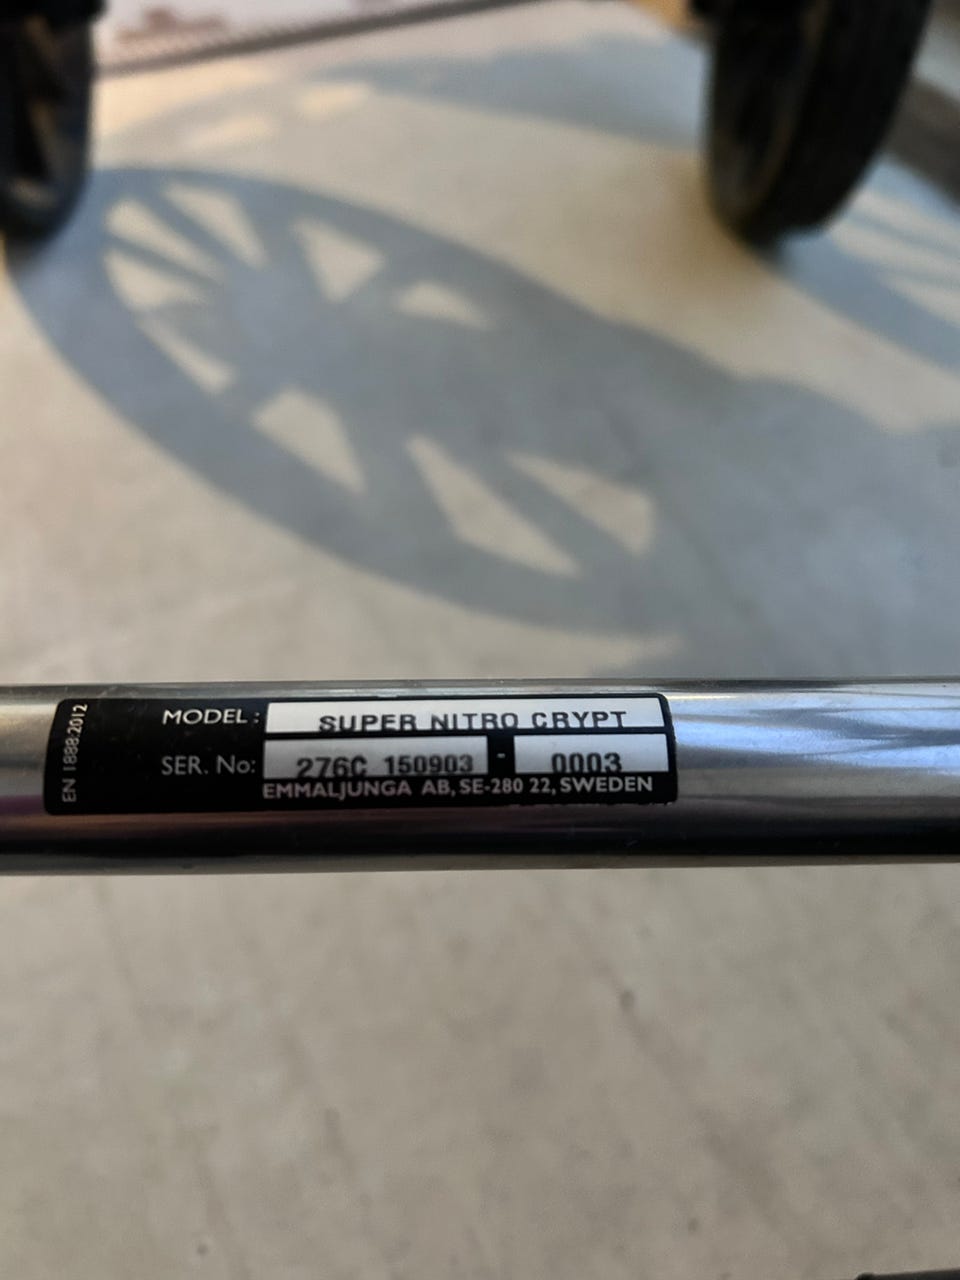 EN 1888:2012
MODEL: SUPER NITRO CRYPT
SER. No: 276C 150903 - 0003
EMMALJUNGA AB, SE-280 22, SWEDEN